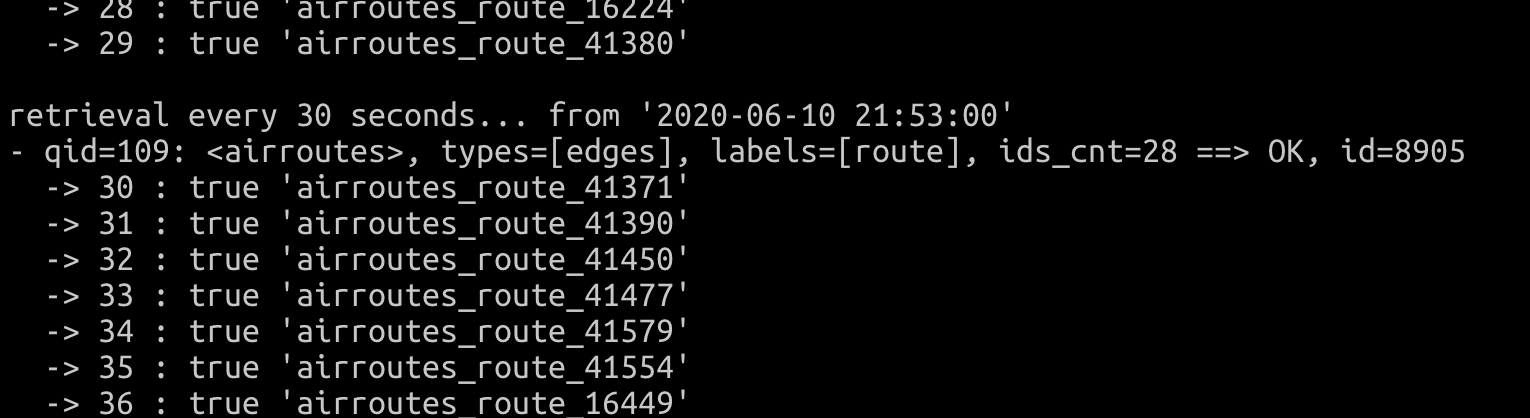 -> 28 : true 'airroutes_route_16224'
-> 29 : true 'airroutes_route_41380'
retrieval every 30 seconds... from '2020-06-10 21:53:00'
- qid=109: <airroutes>, types=[edges], labels=[route], ids_cnt=28 ==> OK, id=8905
-> 30 : true 'airroutes_route_41371'
-> 31 : true 'airroutes_route_41390'
-> 32 : true 'airroutes_route_41450'
-> 33 : true 'airroutes_route_41477'
-> 34 : true 'airroutes_route_41579'
-> 35 : true 'airroutes_route_41554'
-> 36 : true 'airroutes_route_16449'